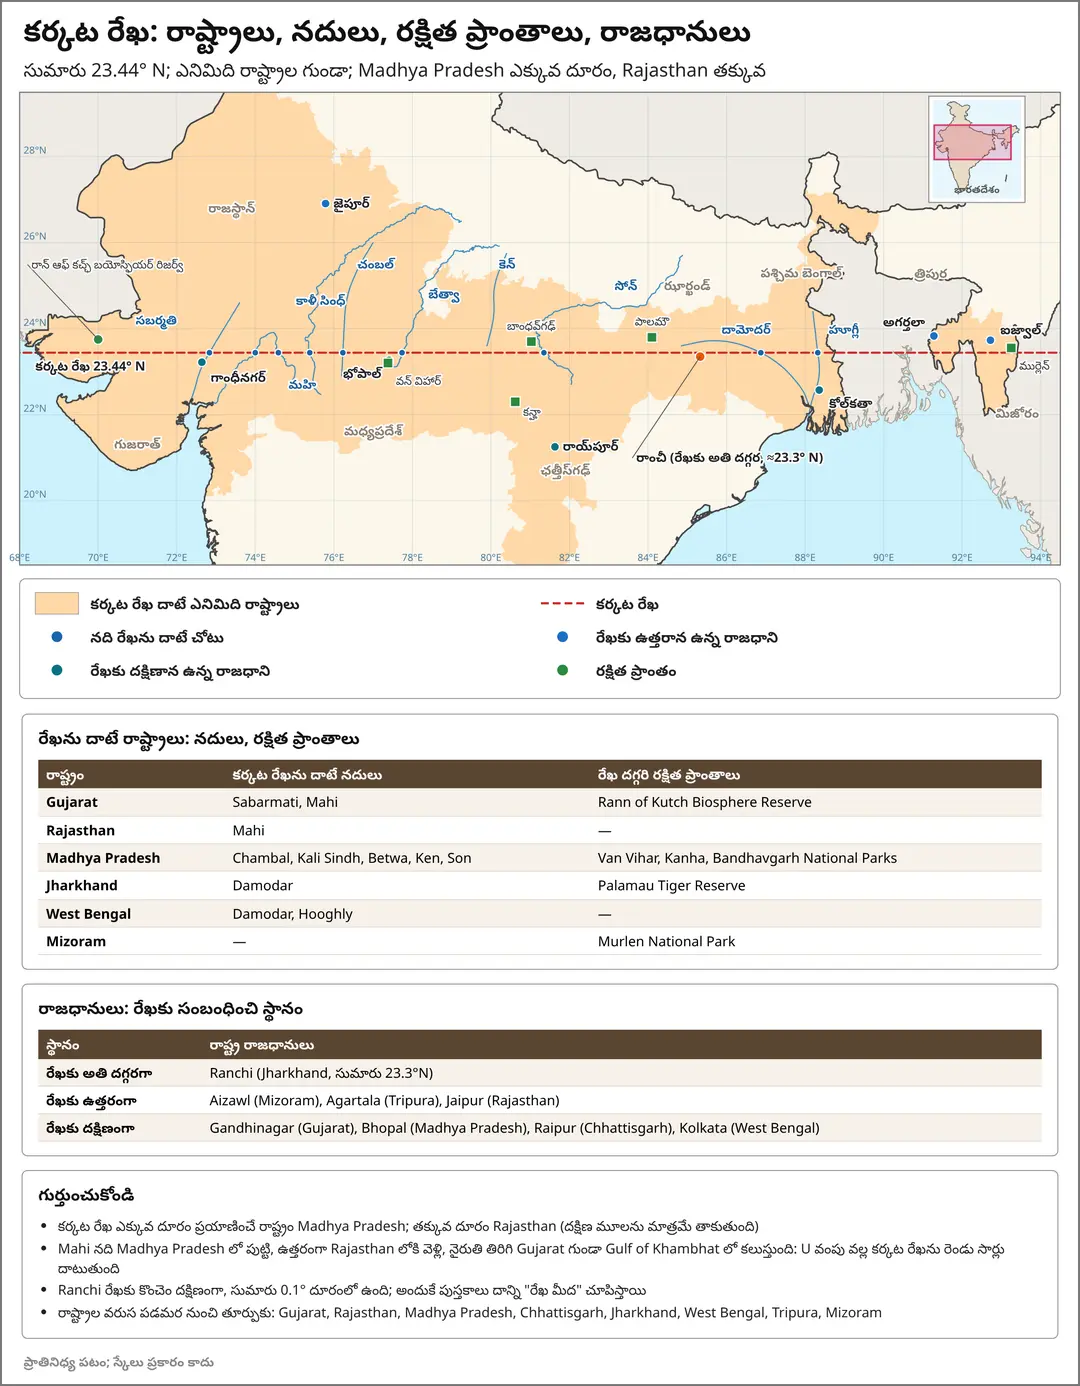 కర్కట రేఖ: రాష్ట్రాలు, నదులు, రక్షిత ప్రాంతాలు, రాజధానులు
సుమారు 23.44° N; ఎనిమిది రాష్ట్రాల గుండా; Madhya Pradesh ఎక్కువ దూరం, Rajasthan తక్కువ
28°N
26°N
24°N
22°N
20°N
68°E
70°E
72°E
74°E
76°E
78°E
80°E
82°E
84°E
86°E
88°E
90°E
92°E
94°E
భారతదేశం
రాజస్థాన్
జైపూర్
రాన్ ఆఫ్ కచ్ఛ్ బయోస్ఫియర్ రిజర్వ్
చంబల్
కెన్
కాళీ సింధ్
బేత్వా
సోన్
ఝార్ఖండ్
పశ్చిమ బెంగాల్
త్రిపుర
సబర్మతి
బాంధవ్‌గఢ్
పాలమౌ
దామోదర్
హూగ్లీ
అగర్తలా
ఐజ్వాల్
కర్కట రేఖ 23.44° N
గాంధీనగర్
మహి
భోపాల్
వన్ విహార్
ముర్లెన్
కన్హా
కోల్‌కతా
మిజోరం
గుజరాత్
మధ్యప్రదేశ్
రాయ్‌పూర్
రాంచీ (రేఖకు అతి దగ్గర, ≈23.3° N)
ఛత్తీస్‌గఢ్
కర్కట రేఖ దాటే ఎనిమిది రాష్ట్రాలు
కర్కట రేఖ
నది రేఖను దాటే చోటు
రేఖకు ఉత్తరాన ఉన్న రాజధాని
రేఖకు దక్షిణాన ఉన్న రాజధాని
రక్షిత ప్రాంతం
రేఖను దాటే రాష్ట్రాలు: నదులు, రక్షిత ప్రాంతాలు
రాష్ట్రం కర్కట రేఖను దాటే నదులు రేఖ దగ్గరి రక్షిత ప్రాంతాలు
Gujarat Sabarmati, Mahi Rann of Kutch Biosphere Reserve
Rajasthan Mahi —
Madhya Pradesh Chambal, Kali Sindh, Betwa, Ken, Son Van Vihar, Kanha, Bandhavgarh National Parks
Jharkhand Damodar Palamau Tiger Reserve
West Bengal Damodar, Hooghly —
Mizoram — Murlen National Park
రాజధానులు: రేఖకు సంబంధించి స్థానం
స్థానం రాష్ట్ర రాజధానులు
రేఖకు అతి దగ్గరగా Ranchi (Jharkhand, సుమారు 23.3°N)
రేఖకు ఉత్తరంగా Aizawl (Mizoram), Agartala (Tripura), Jaipur (Rajasthan)
రేఖకు దక్షిణంగా Gandhinagar (Gujarat), Bhopal (Madhya Pradesh), Raipur (Chhattisgarh), Kolkata (West Bengal)
గుర్తుంచుకోండి
• కర్కట రేఖ ఎక్కువ దూరం ప్రయాణించే రాష్ట్రం Madhya Pradesh; తక్కువ దూరం Rajasthan (దక్షిణ మూలను మాత్రమే తాకుతుంది)
• Mahi నది Madhya Pradesh లో పుట్టి, ఉత్తరంగా Rajasthan లోకి వెళ్లి, నైరుతి తిరిగి Gujarat గుండా Gulf of Khambhat లో కలుస్తుంది: U వంపు వల్ల కర్కట రేఖను రెండు సార్లు
దాటుతుంది
• Ranchi రేఖకు కొంచెం దక్షిణంగా, సుమారు 0.1° దూరంలో ఉంది; అందుకే పుస్తకాలు దాన్ని "రేఖ మీద" చూపిస్తాయి
• రాష్ట్రాల వరుస పడమర నుంచి తూర్పుకు: Gujarat, Rajasthan, Madhya Pradesh, Chhattisgarh, Jharkhand, West Bengal, Tripura, Mizoram
ప్రాతినిధ్య పటం; స్కేలు ప్రకారం కాదు